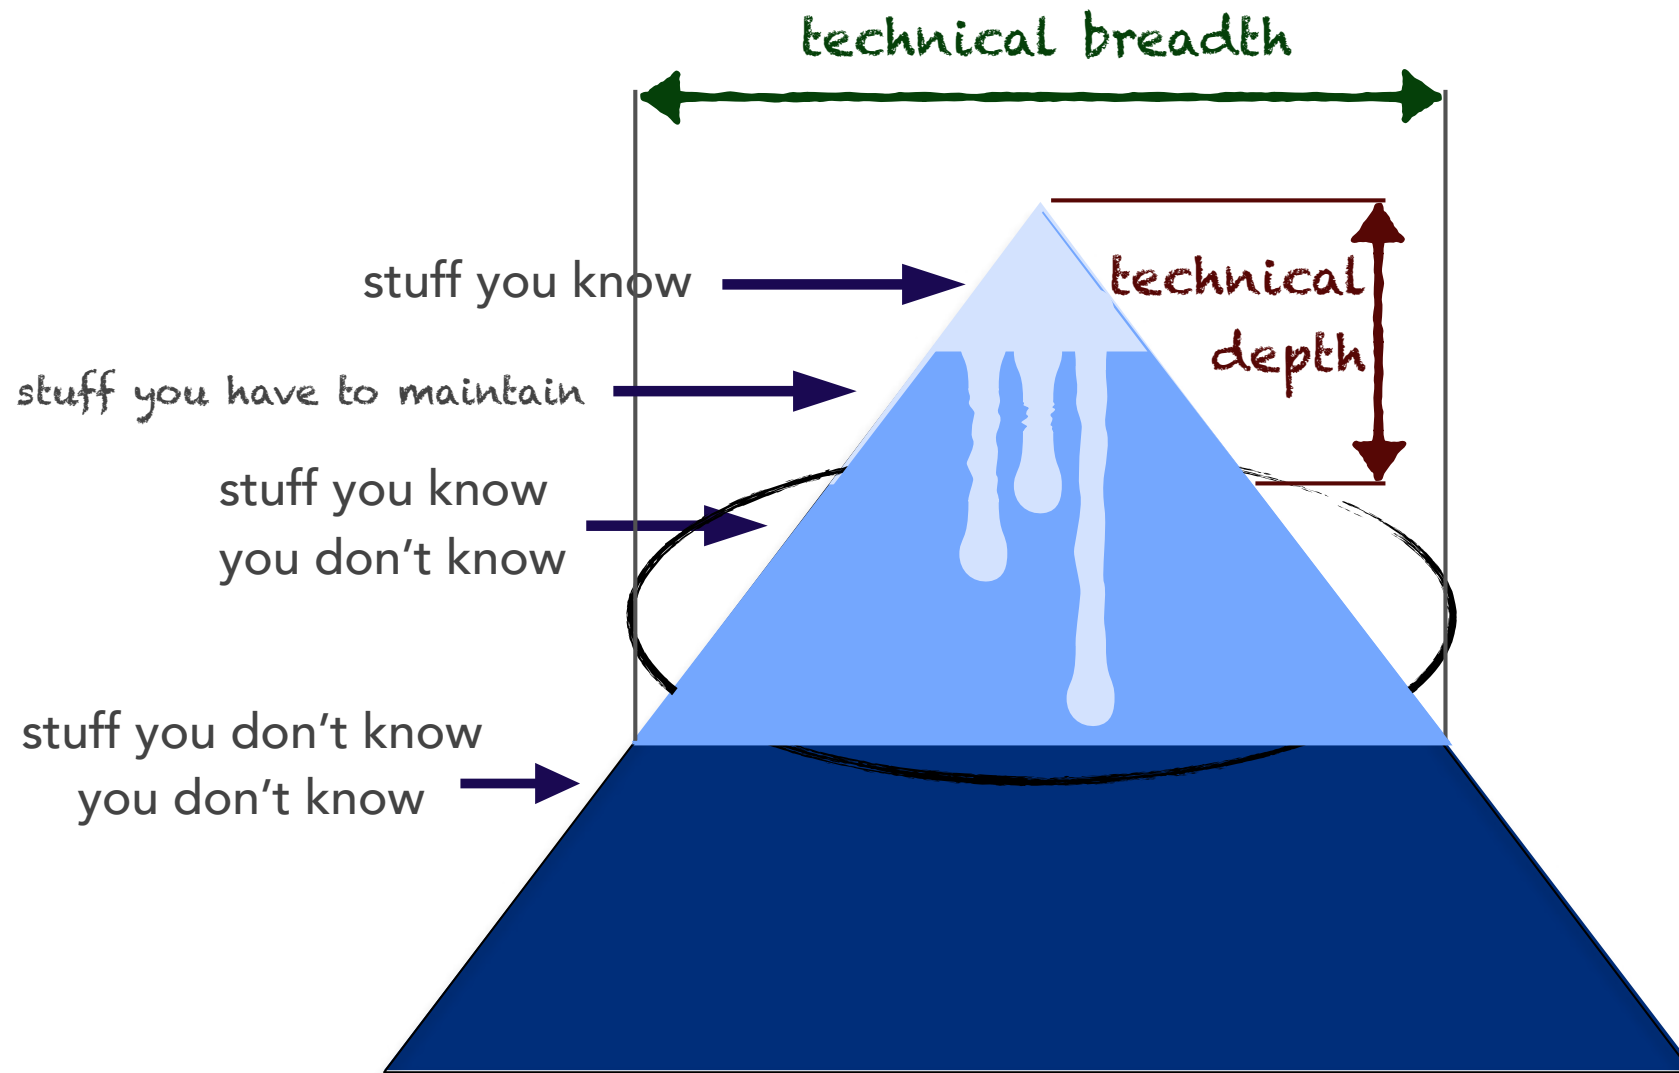 technical breadth
stuff you know
technical
depth
stuff you have to maintain
stuff you know
you don’t know
stuff you don’t know
you don’t know